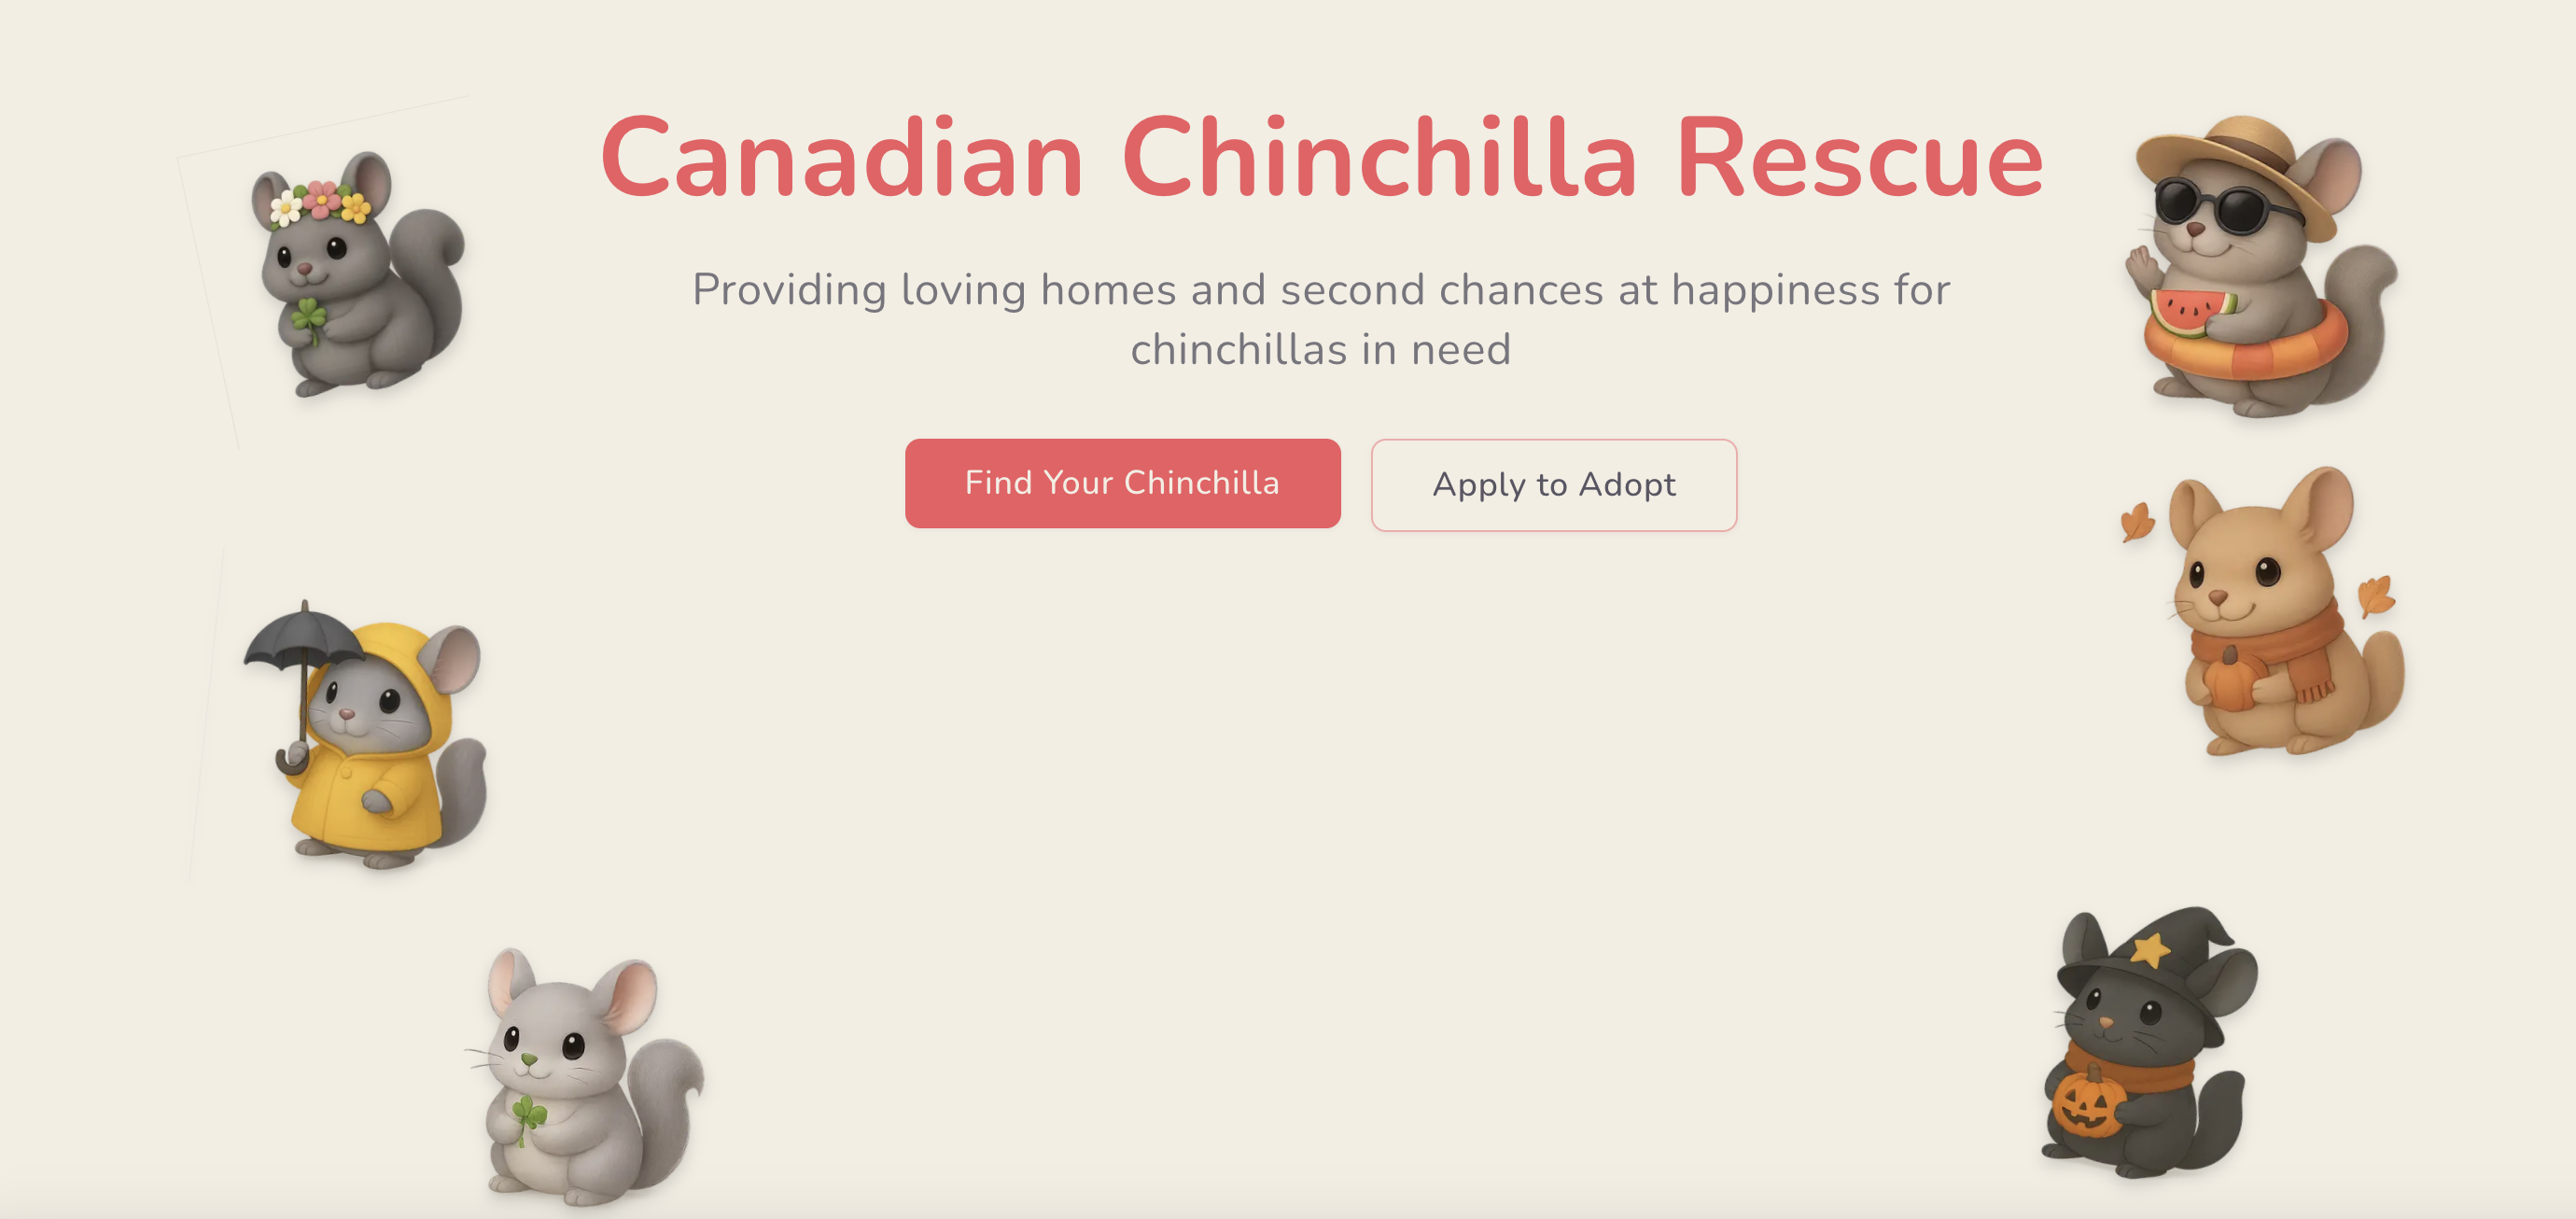 Canadian Chinchilla Rescue
Providing loving homes and second chances at happiness for
chinchillas in need
Find Your Chinchilla
Apply to Adopt